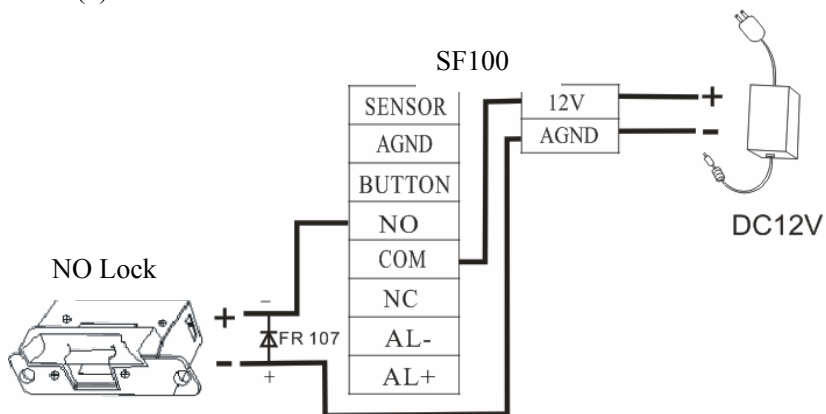 SF100
SENSOR
AGND
BUTTON
NO
COM
NC
AL-
AL+
12V
AGND
+
-
DC12V
NO Lock
+
-
−
+
FR 107